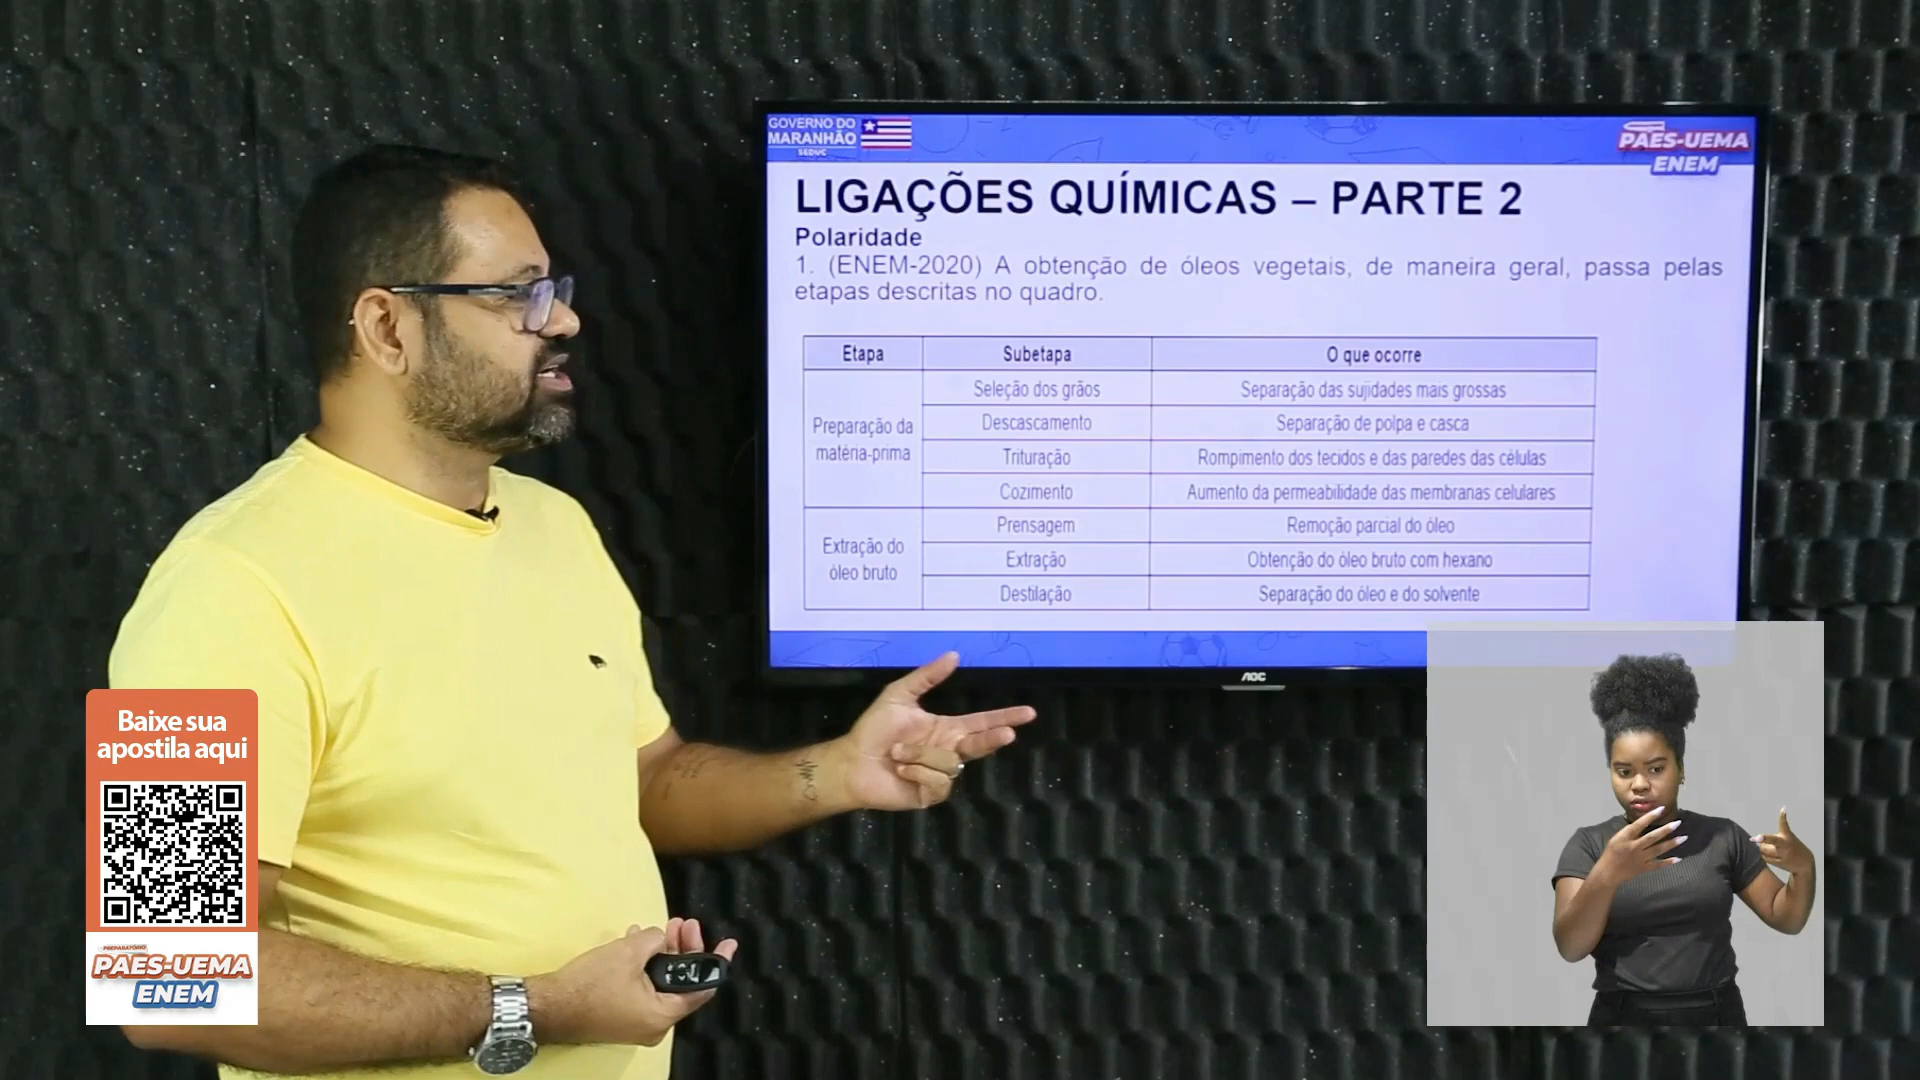 GOVERNO DO
MARANHÃO
SEDUC
PAES-UEMA
ENEM
LIGAÇÕES QUÍMICAS – PARTE 2
Polaridade
1. (ENEM-2020) A obtenção de óleos vegetais, de maneira geral, passa pelas
etapas descritas no quadro.
Etapa Subetapa O que ocorre
Preparação da
matéria-prima
Seleção dos grãos Separação das sujidades mais grossas
Descascamento Separação de polpa e casca
Trituração Rompimento dos tecidos e das paredes das células
Cozimento Aumento da permeabilidade das membranas celulares
Extração do
óleo bruto
Prensagem Remoção parcial do óleo
Extração Obtenção do óleo bruto com hexano
Destilação Separação do óleo e do solvente
AOC
Baixe sua
apostila aqui
PREPARATÓRIO
PAES-UEMA
ENEM